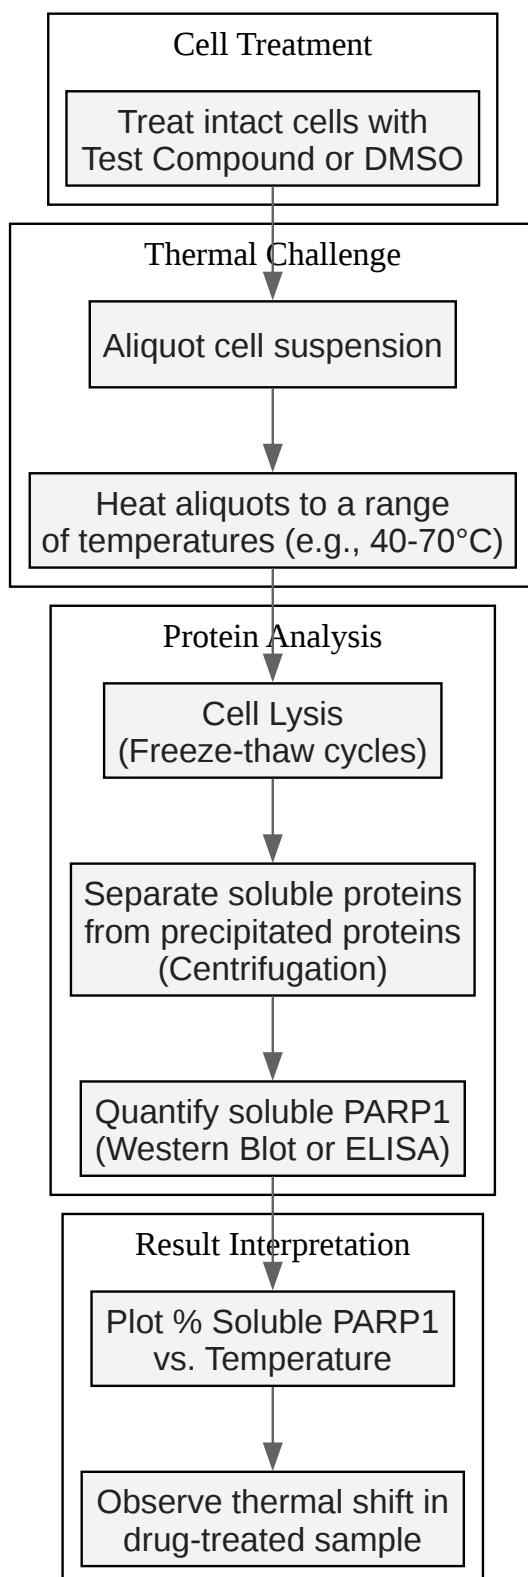 Cell Treatment
Treat intact cells with
Test Compound or DMSO
Thermal Challenge
Aliquot cell suspension
Heat aliquots to a range
of temperatures (e.g., 40-70°C)
Protein Analysis
Cell Lysis
(Freeze-thaw cycles)
Separate soluble proteins
from precipitated proteins
(Centrifugation)
Quantify soluble PARP1
(Western Blot or ELISA)
Result Interpretation
Plot % Soluble PARP1
vs. Temperature
Observe thermal shift in
drug-treated sample